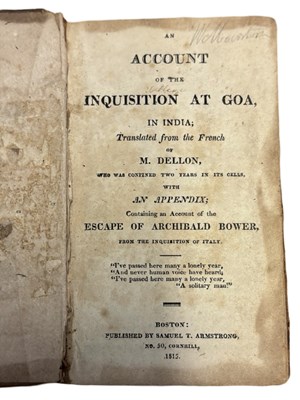 AN
ACCOUNT
OF THE
INQUISITION AT GOA,
IN INDIA;
Translated from the French
OF
M. DELLON,
WHO WAS CONFINED TWO YEARS IN ITS CELLS,
WITH
AN APPENDIX;
Containing an Account of the
ESCAPE OF ARCHIBALD BOWER,
FROM THE INQUISITION OF ITALY.
"I've passed here many a lonely year,
"And never human voice have heard;
"I've passed here many a lonely year,
"A solitary man!"
BOSTON:
PUBLISHED BY SAMUEL T. ARMSTRONG,
NO. 50, CORNHILL,
1815.